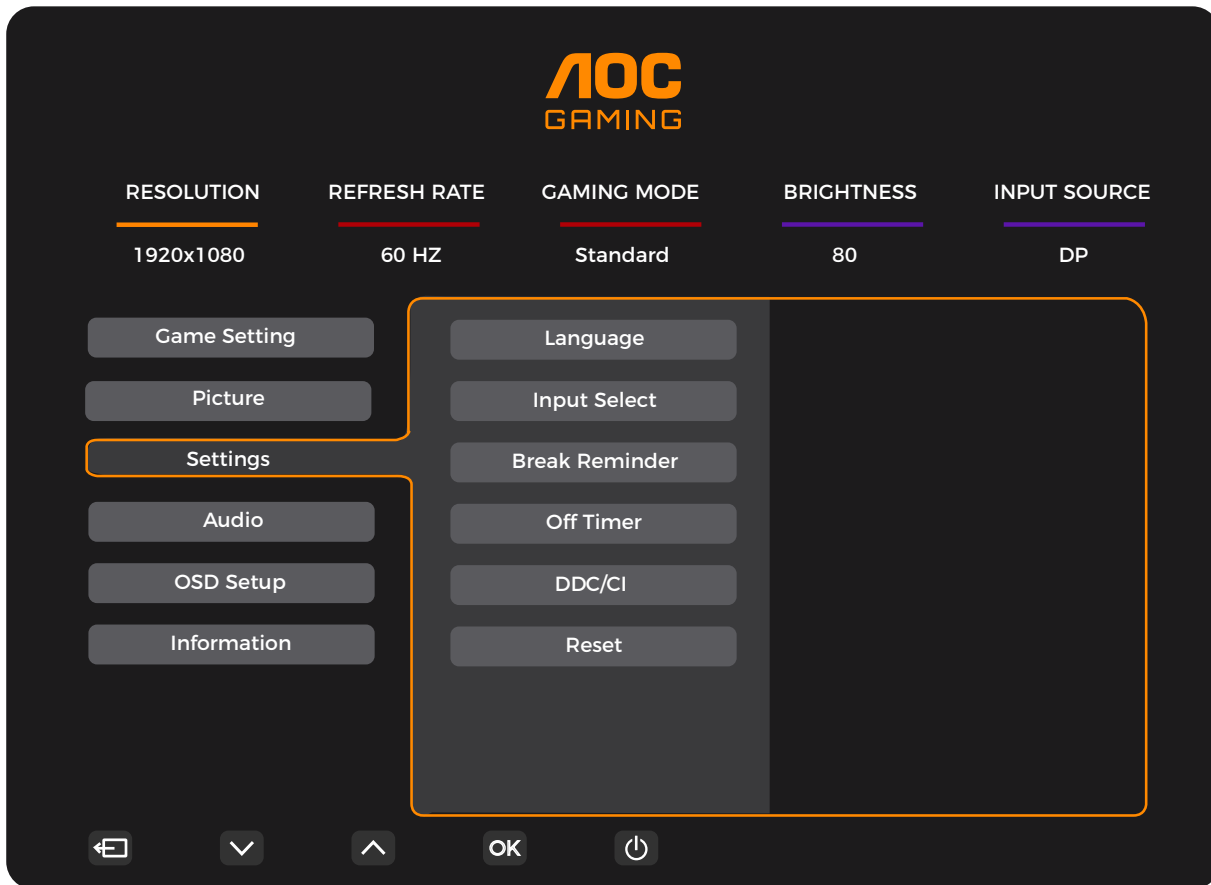 AOC
GAMING
RESOLUTION REFRESH RATE GAMING MODE BRIGHTNESS INPUT SOURCE
1920x1080 60 HZ Standard 80 DP
Game Setting
Picture
Settings
Audio
OSD Setup
Information
Language
Input Select
Break Reminder
Off Timer
DDC/CI
Reset
OK